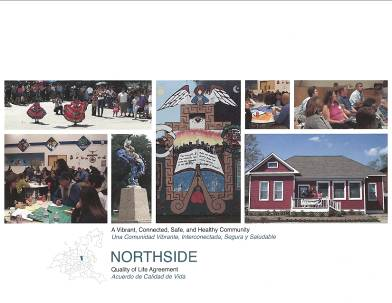 A Vibrant, Connected, Safe, and Healthy Community
Una Comunidad Vibrante, Interconectada, Segura y Saludable
1
NORTHSIDE
Quality of Life Agreement
Acuerdo de Calidad de Vida